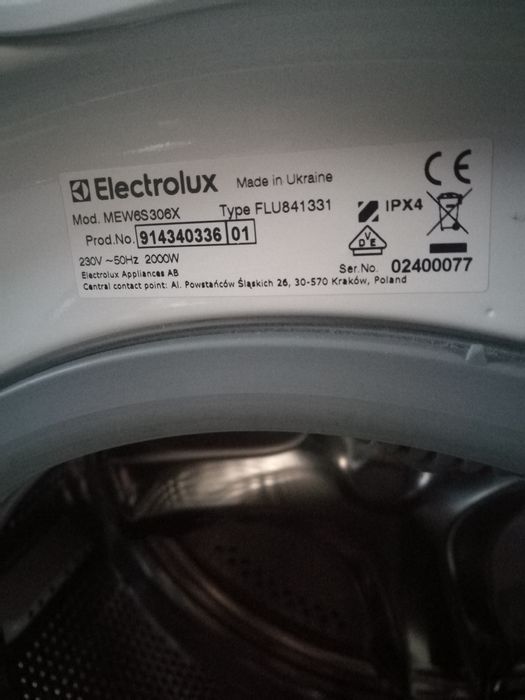 Electrolux Made in Ukraine CE
Mod. MEW6S306X Type FLU841331 IPX4
Prod.No. 914340336 01
VDE
230V ~50Hz 2000W
Electrolux Appliances AB Ser.No. 02400077
Central contact point: Al. Powstańców Śląskich 26, 30-570 Kraków, Poland